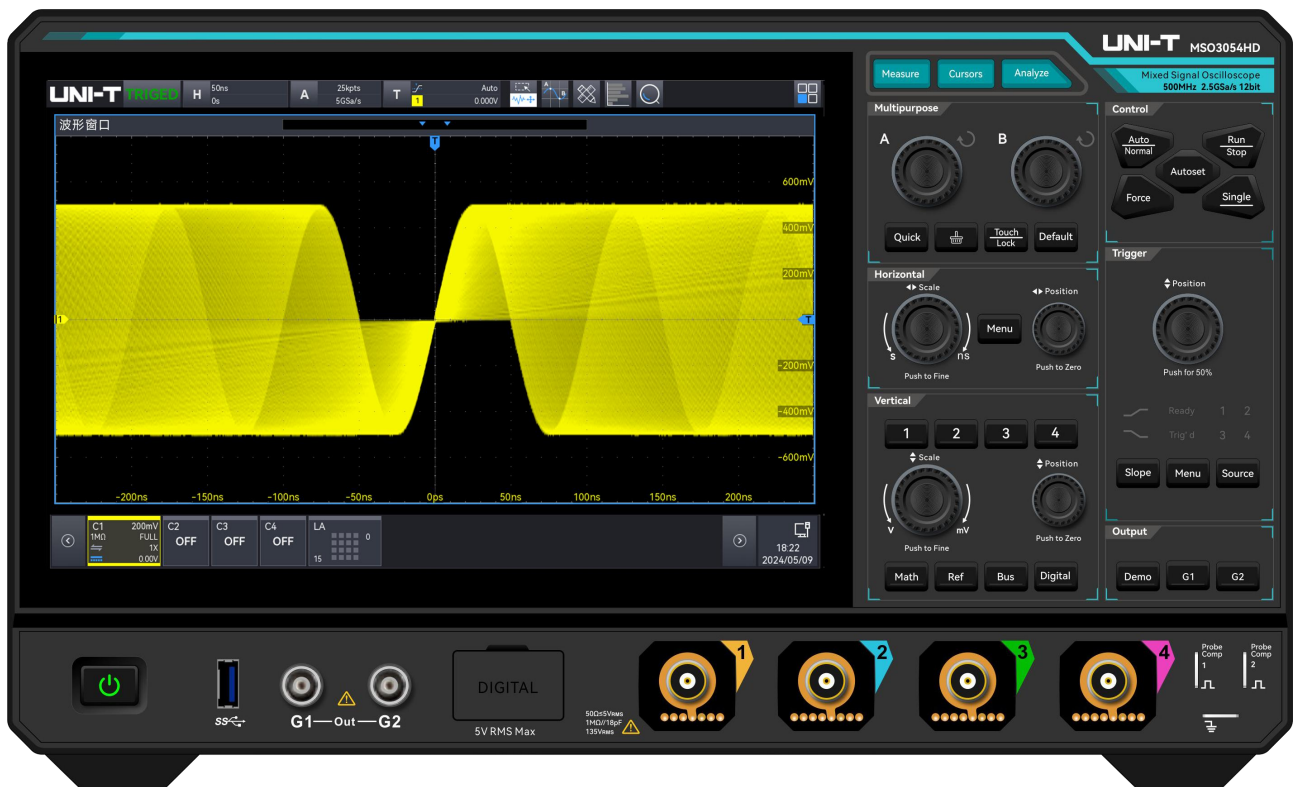 UNI-T MSO3054HD
Mixed Signal Oscilloscope
500MHz 2.5GSa/s 12bit
UNI-T TRIGED H 50ns 0s A 25kpts 5GSa/s T 1 Auto 0.000V
波形窗口
T
600mV
400mV
200mV
1
T
-200mV
-400mV
-600mV
-200ns -150ns -100ns -50ns 0ps 50ns 100ns 150ns 200ns
C1 200mV
1MΩ FULL
1X
0.00V
C2
OFF
C3
OFF
C4
OFF
LA
0
15
18:22
2024/05/09
Measure Cursors Analyze
Multipurpose
A B
Quick
Touch
Lock
Default
Horizontal
Scale
Position
Menu
s ns
Push to Fine
Push to Zero
Vertical
1 2 3 4
Scale
Position
V mV
Push to Fine
Push to Zero
Math Ref Bus Digital
Control
Auto
Normal
Run
Stop
Autoset
Force
Single
Trigger
Position
Push for 50%
Ready 1 2
Trig'd 3 4
Slope Menu Source
Output
Demo G1 G2
SS
G1 Out G2
DIGITAL
5V RMS Max
50Ω≤5VRMS
1MΩ//18pF
135VRMS
1
2
3
4
Probe
Comp
1
Probe
Comp
2